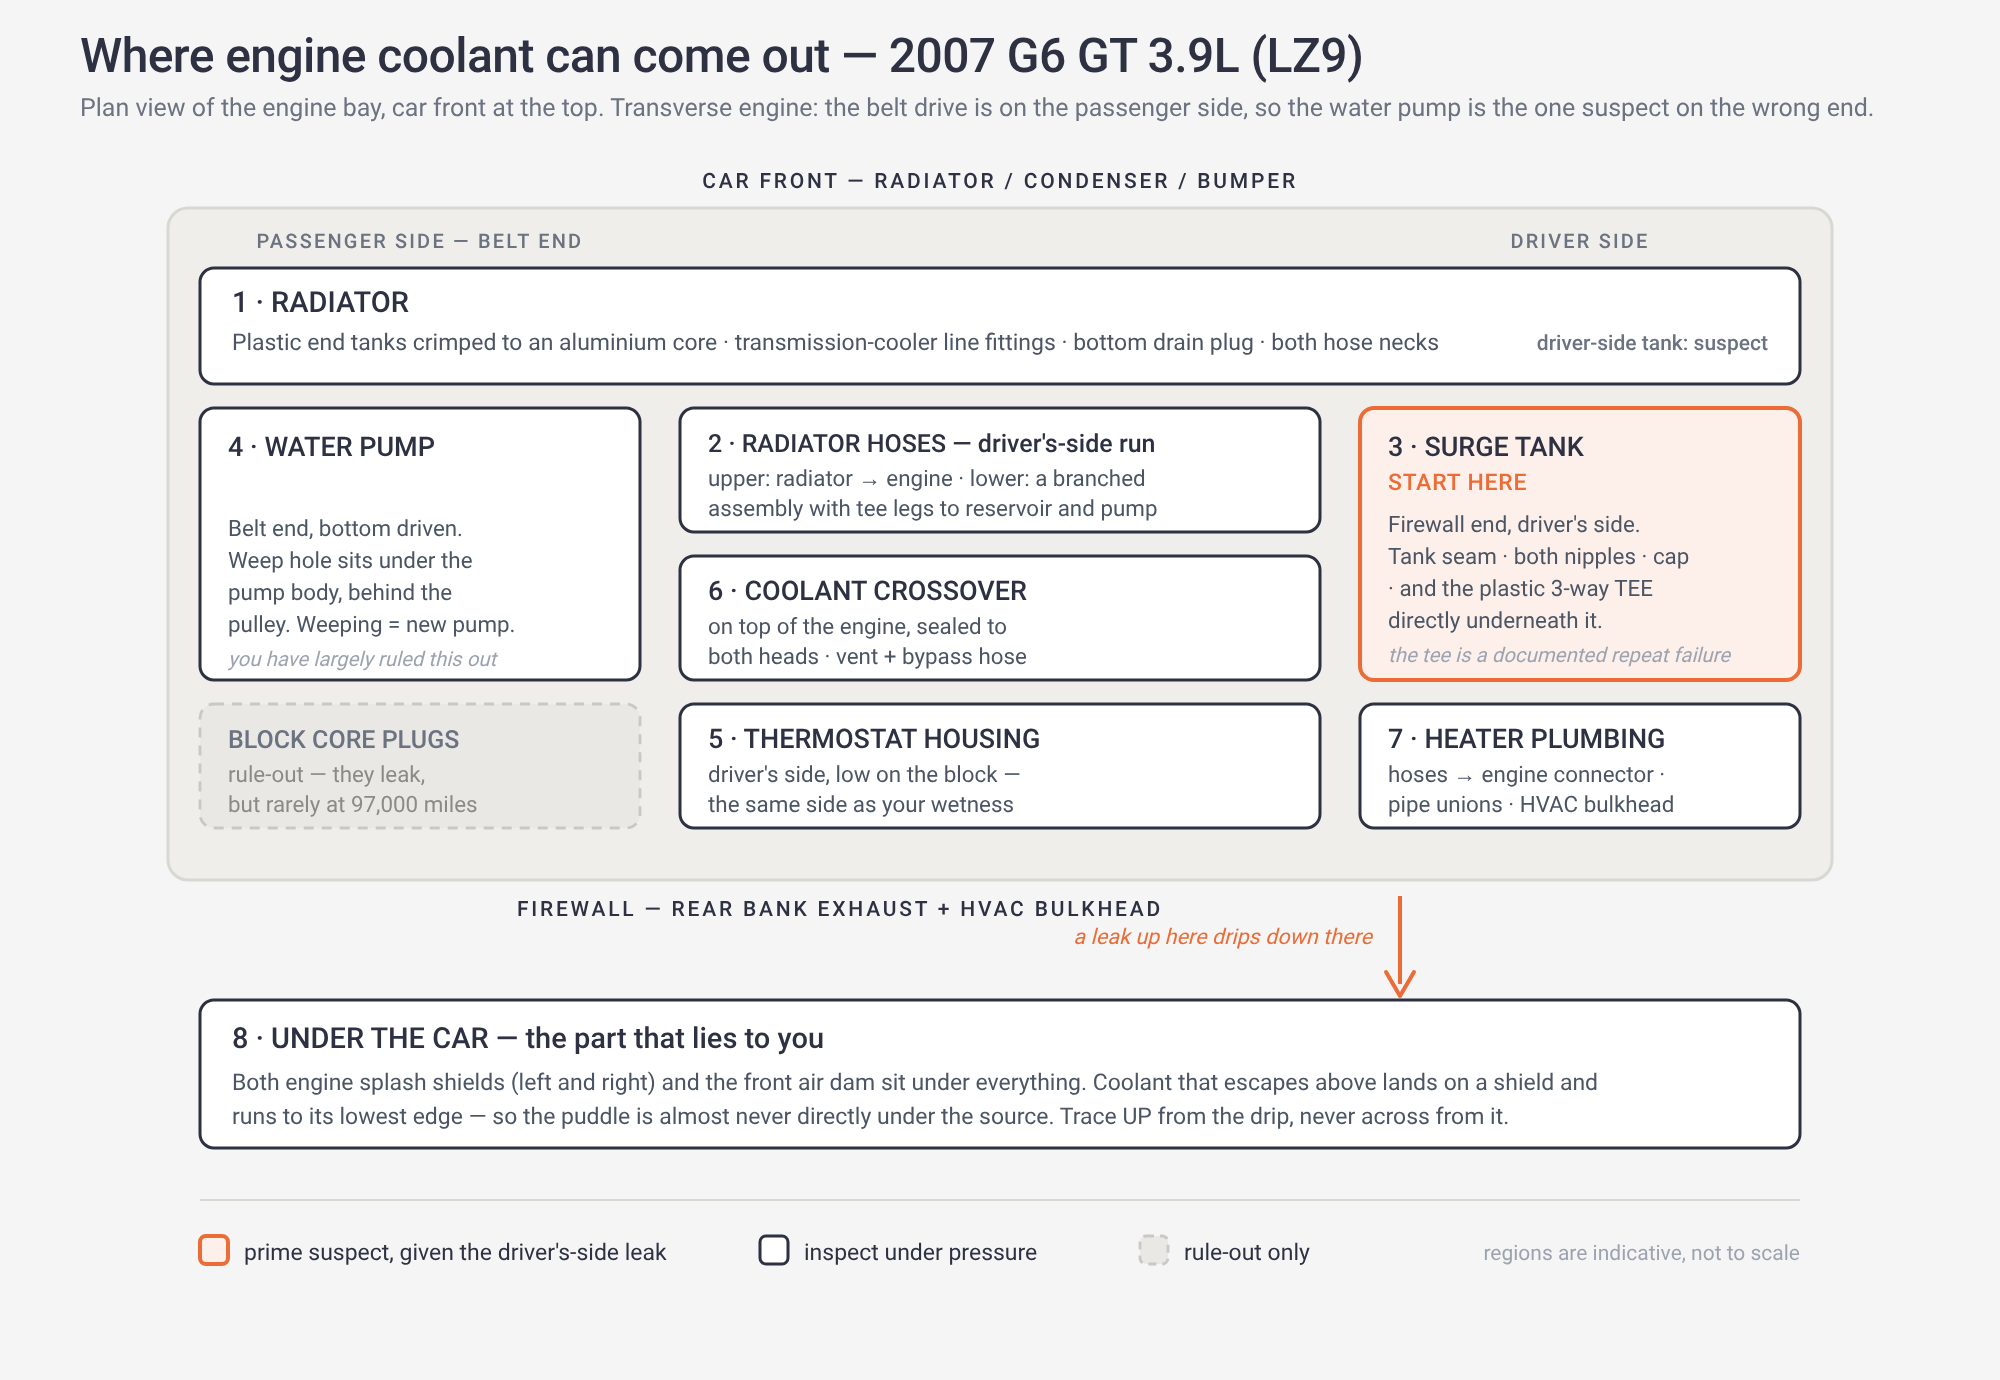 Where engine coolant can come out — 2007 G6 GT 3.9L (LZ9)
Plan view of the engine bay, car front at the top. Transverse engine: the belt drive is on the passenger side, so the water pump is the one suspect on the wrong end.
CAR FRONT — RADIATOR / CONDENSER / BUMPER
PASSENGER SIDE — BELT END
DRIVER SIDE
1 · RADIATOR
Plastic end tanks crimped to an aluminium core · transmission-cooler line fittings · bottom drain plug · both hose necks
driver-side tank: suspect
4 · WATER PUMP
Belt end, bottom driven.
Weep hole sits under the
pump body, behind the
pulley. Weeping = new pump.
you have largely ruled this out
2 · RADIATOR HOSES — driver's-side run
upper: radiator → engine · lower: a branched
assembly with tee legs to reservoir and pump
6 · COOLANT CROSSOVER
on top of the engine, sealed to
both heads · vent + bypass hose
3 · SURGE TANK
START HERE
Firewall end, driver's side.
Tank seam · both nipples · cap
· and the plastic 3-way TEE
directly underneath it.
the tee is a documented repeat failure
BLOCK CORE PLUGS
rule-out — they leak,
but rarely at 97,000 miles
5 · THERMOSTAT HOUSING
driver's side, low on the block —
the same side as your wetness
7 · HEATER PLUMBING
hoses → engine connector ·
pipe unions · HVAC bulkhead
FIREWALL — REAR BANK EXHAUST + HVAC BULKHEAD
a leak up here drips down there
8 · UNDER THE CAR — the part that lies to you
Both engine splash shields (left and right) and the front air dam sit under everything. Coolant that escapes above lands on a shield and
runs to its lowest edge — so the puddle is almost never directly under the source. Trace UP from the drip, never across from it.
prime suspect, given the driver's-side leak
inspect under pressure
rule-out only
regions are indicative, not to scale